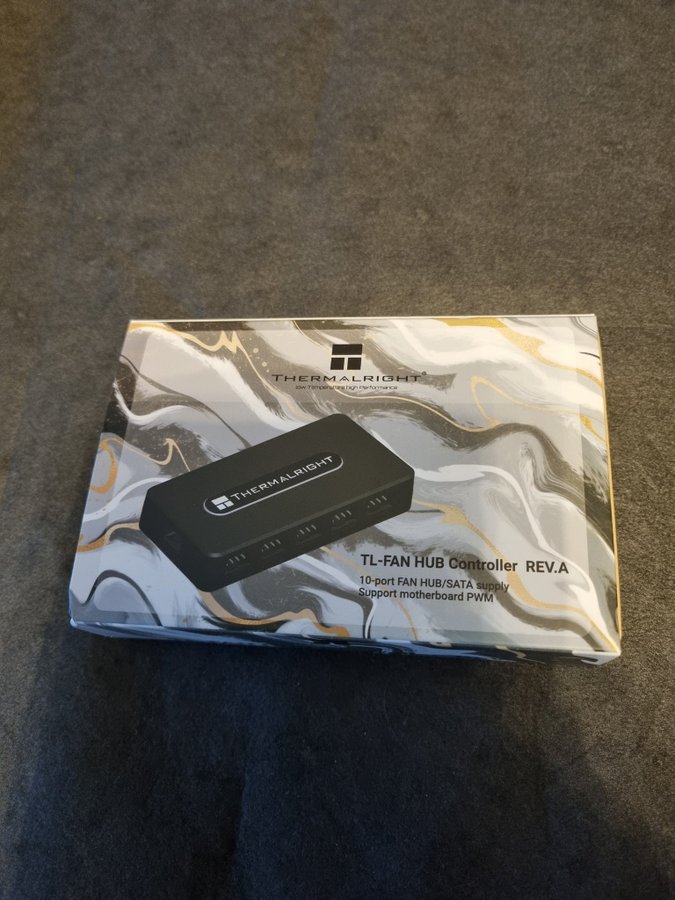 THERMALRIGHT®
low Temperature high Performance
THERMALRIGHT
TL-FAN HUB Controller REV.A
10-port FAN HUB/SATA supply
Support motherboard PWM